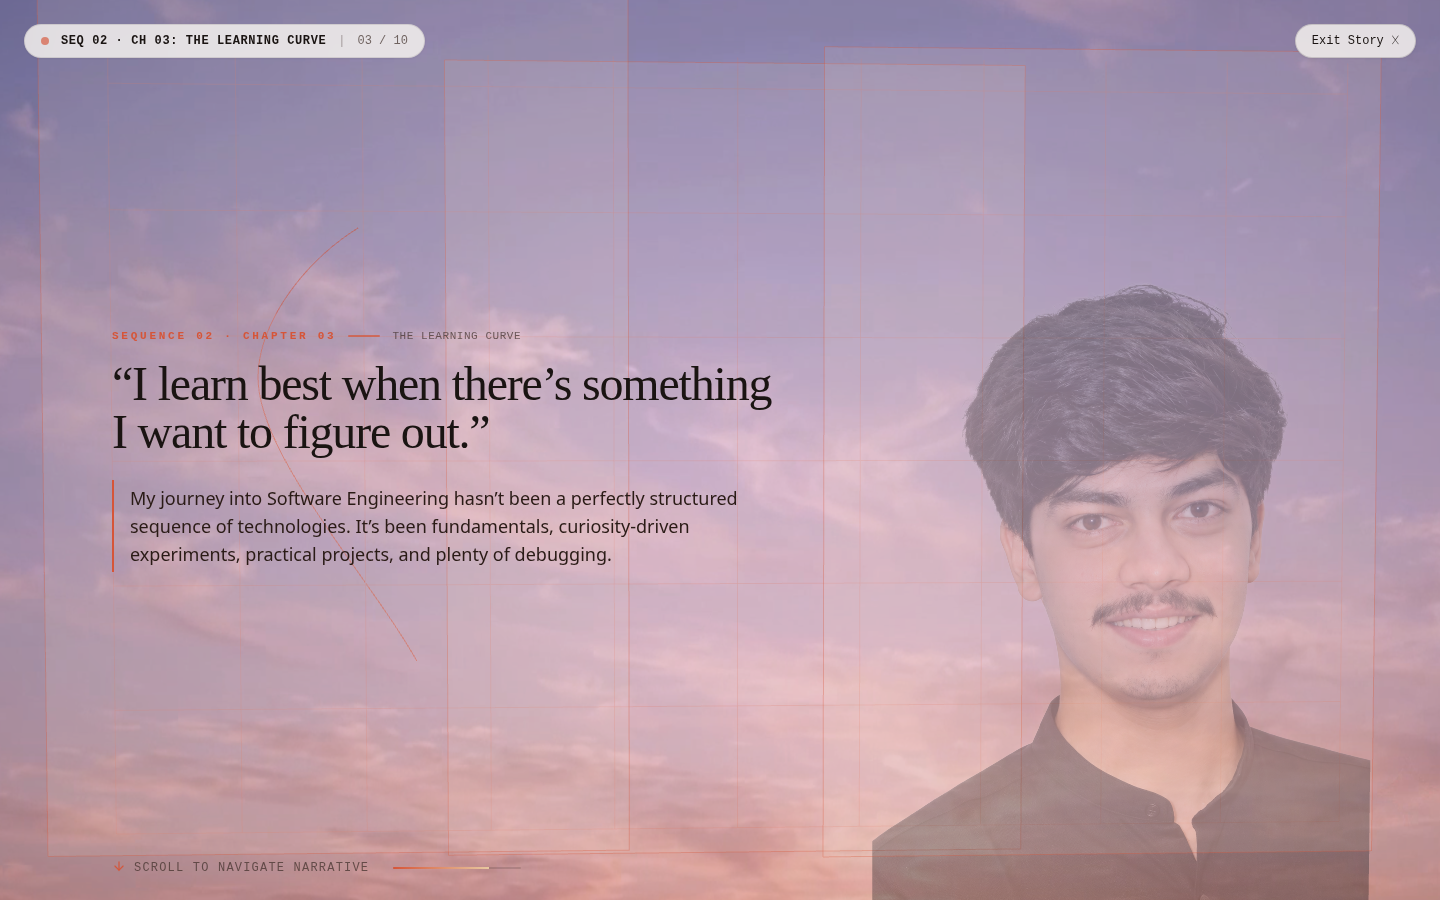 SEQ 02 · CH 03: THE LEARNING CURVE | 03 / 10
Exit Story X
SEQUENCE 02 · CHAPTER 03 THE LEARNING CURVE
“I learn best when there’s something
I want to figure out.”
My journey into Software Engineering hasn’t been a perfectly structured
sequence of technologies. It’s been fundamentals, curiosity-driven
experiments, practical projects, and plenty of debugging.
SCROLL TO NAVIGATE NARRATIVE